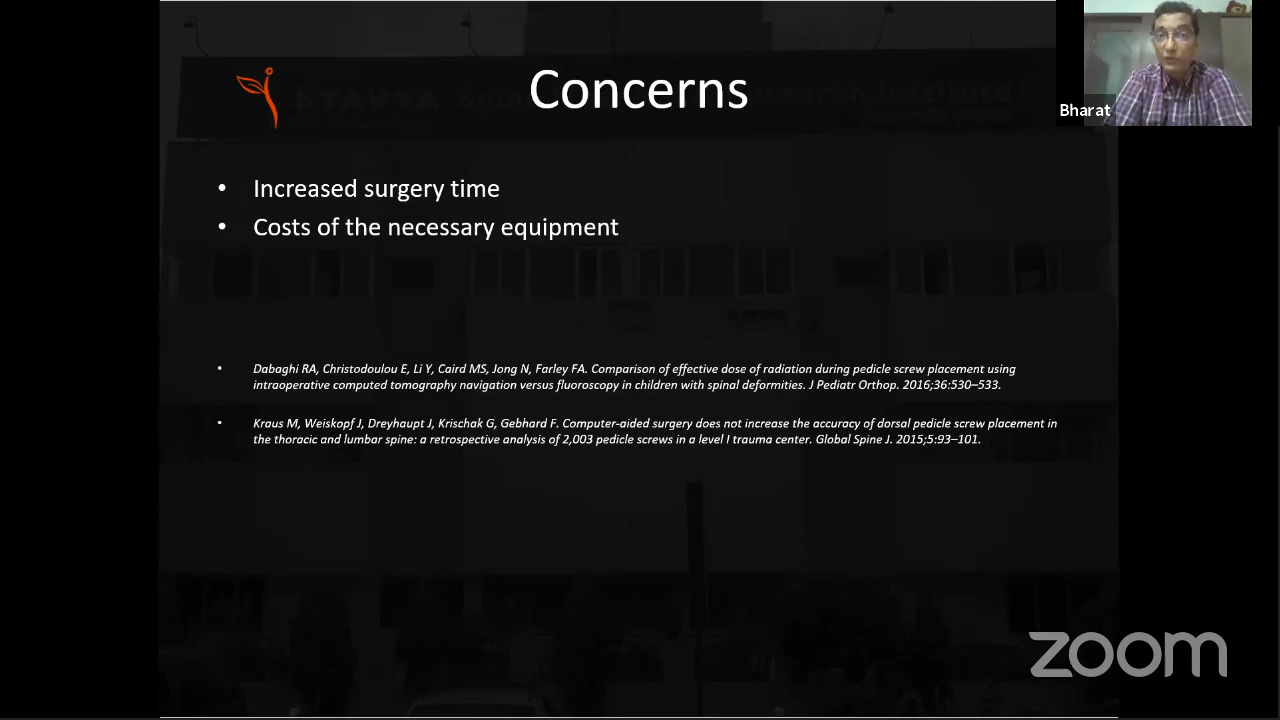 Concerns
Bharat
• Increased surgery time
• Costs of the necessary equipment
• Dabaghi RA, Christodoulou E, Li Y, Caird MS, Jong N, Farley FA. Comparison of effective dose of radiation during pedicle screw placement using
intraoperative computed tomography navigation versus fluoroscopy in children with spinal deformities. J Pediatr Orthop. 2016;36:530–533.
• Kraus M, Weiskopf J, Dreyhaupt J, Krischak G, Gebhard F. Computer-aided surgery does not increase the accuracy of dorsal pedicle screw placement in
the thoracic and lumbar spine: a retrospective analysis of 2,003 pedicle screws in a level I trauma center. Global Spine J. 2015;5:93–101.
zoom